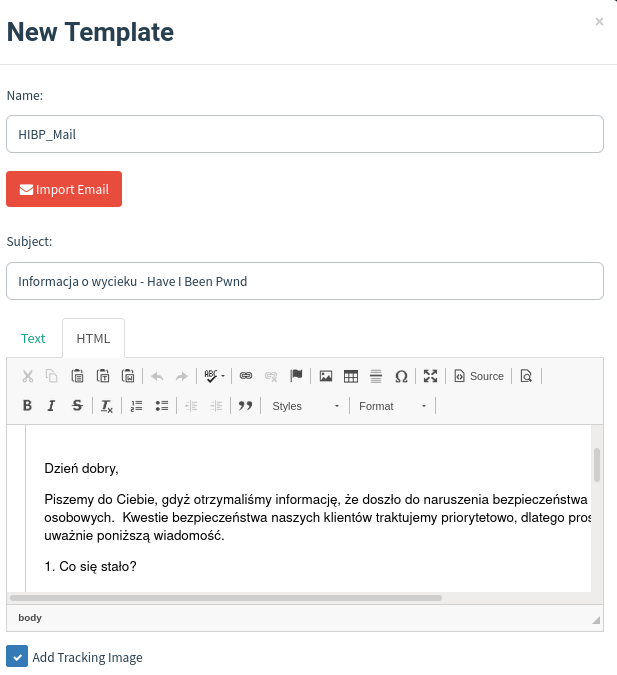 New Template
×
Name:
HIBP_Mail
Import Email
Subject:
Informacja o wycieku - Have I Been Pwnd
Text HTML
ABC Source
B I S Tx Styles Format
Dzień dobry,
Piszemy do Ciebie, gdyż otrzymaliśmy informację, że doszło do naruszenia bezpieczeństwa
osobowych. Kwestie bezpieczeństwa naszych klientów traktujemy priorytetowo, dlatego
uważnie poniższą wiadomość.
1. Co się stało?
body
Add Tracking Image